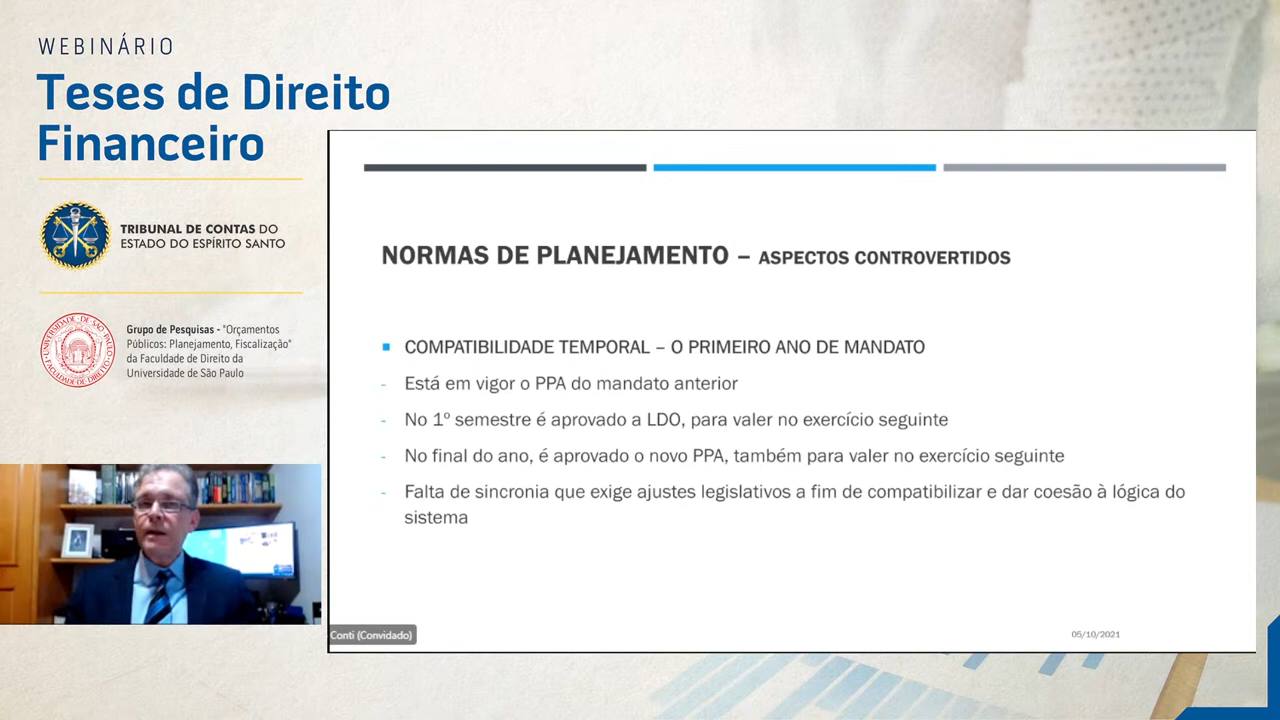 WEBINÁRIO
Teses de Direito
Financeiro
TRIBUNAL DE CONTAS DO
ESTADO DO ESPÍRITO SANTO
Grupo de Pesquisas - "Orçamentos
Públicos: Planejamento, Fiscalização"
da Faculdade de Direito da
Universidade de São Paulo
NORMAS DE PLANEJAMENTO – ASPECTOS CONTROVERTIDOS
COMPATIBILIDADE TEMPORAL – O PRIMEIRO ANO DE MANDATO
- Está em vigor o PPA do mandato anterior
- No 1º semestre é aprovado a LDO, para valer no exercício seguinte
- No final do ano, é aprovado o novo PPA, também para valer no exercício seguinte
- Falta de sincronia que exige ajustes legislativos a fim de compatibilizar e dar coesão à lógica do
sistema
Conti (Convidado)
05/10/2021